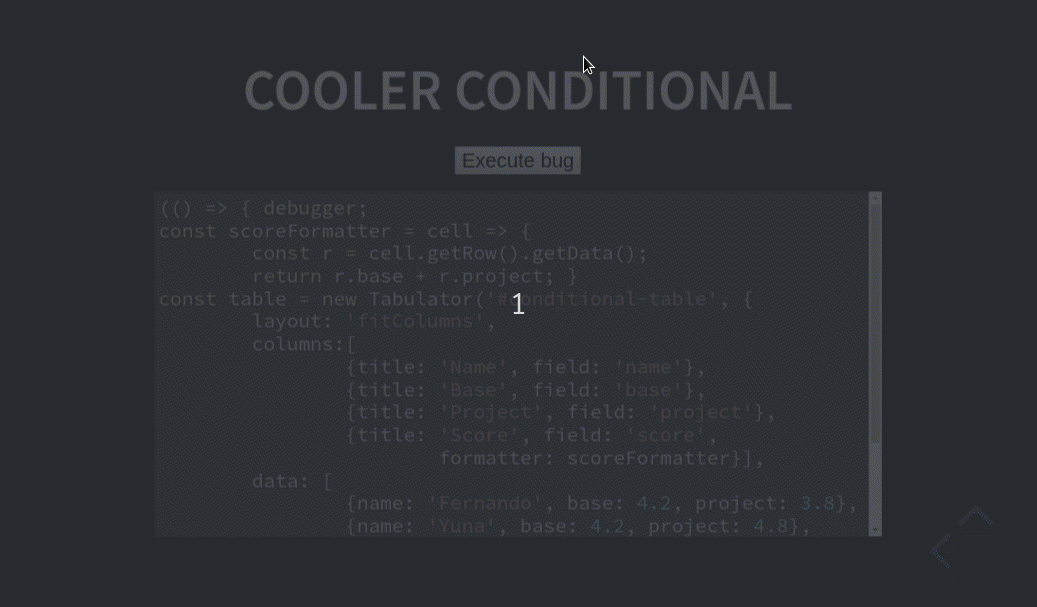 COOLER CONDITIONAL
Execute bug
(() => { debugger;
const scoreFormatter = cell => {
const r = cell.getRow().getData();
return r.base + r.project; }
const table = new Tabulator('#conditional-table', {
1
layout: 'fitColumns',
columns:[
{title: 'Name', field: 'name'},
{title: 'Base', field: 'base'},
{title: 'Project', field: 'project'},
{title: 'Score', field: 'score',
formatter: scoreFormatter}],
data: [
{name: 'Fernando', base: 4.2, project: 3.8},
{name: 'Yuna', base: 4.2, project: 4.8},